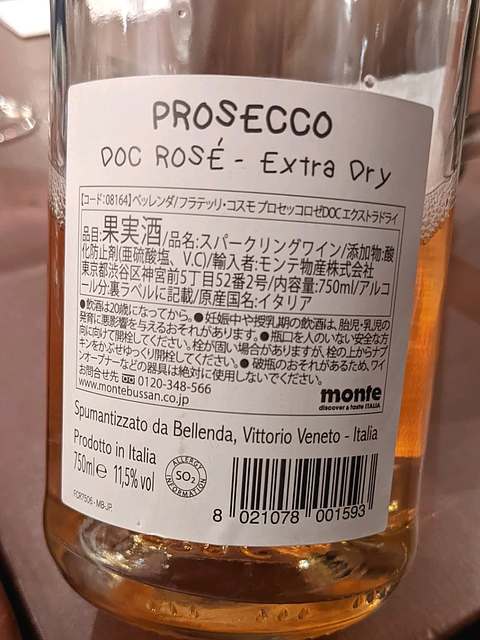 PROSECCO
DOC ROSÉ - Extra Dry
【コード:08164】ベッレンダ/フラテッリ・コスモ プロセッコロゼDOC エクストラドライ
品目:果実酒/品名:スパークリングワイン/添加物:酸
化防止剤(亜硫酸塩、V.C)/輸入者:モンテ物産株式会社
東京都渋谷区神宮前5丁目52番2号/内容量:750ml/アルコ
ール分:裏ラベルに記載/原産国名:イタリア
●飲酒は20歳になってから。●妊娠中や授乳期の飲酒は、胎児・乳児の
発育に悪影響を与えるおそれがあります。●瓶口を人のいない安全な方
向に向けて開栓してください。栓が固い場合がありますが、栓の上からナプ
キンをかぶせゆっくり開栓してください。●破瓶のおそれがあるため、ワイ
ンオープナーなどの器具は絶対に使用しないでください。
お問合せ先 0120-348-566
www.montebussan.co.jp
monte
discover & taste ITALIA
Spumantizzato da Bellenda, Vittorio Veneto - Italia
Prodotto in Italia
750ml e 11,5% vol
ALLERGY
SO2
INFORMATION
FCR7506 - MB-JP.
8 021078 001593